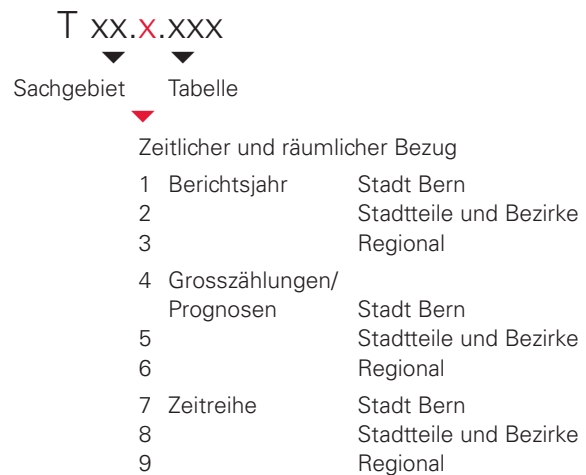 T xx.x.xxx
Sachgebiet Tabelle
Zeitlicher und räumlicher Bezug
1 Berichtsjahr Stadt Bern
2 Stadtteile und Bezirke
3 Regional
4 Grosszählungen/
Prognosen Stadt Bern
5 Stadtteile und Bezirke
6 Regional
7 Zeitreihe Stadt Bern
8 Stadtteile und Bezirke
9 Regional